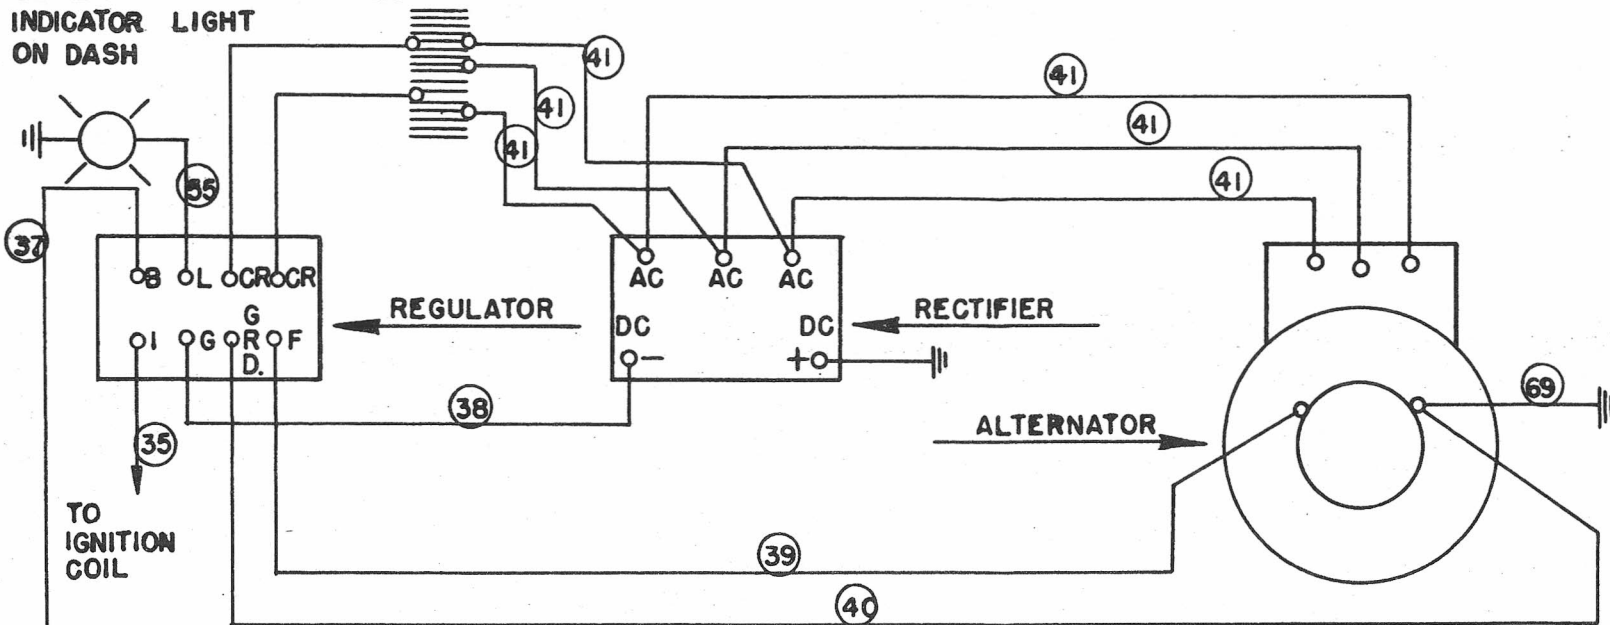 INDICATOR LIGHT
ON DASH
41
41
41
41
41
41
55
37
B L CR CR
I G GRD. F
REGULATOR
AC AC AC
DC DC
- +
RECTIFIER
38
35
TO
IGNITION
COIL
ALTERNATOR
69
39
40